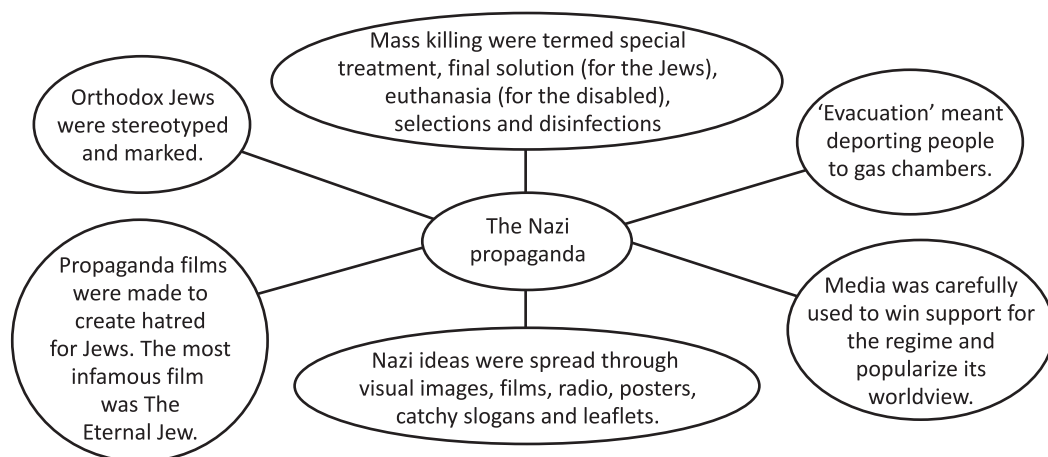 Mass killing were termed special
treatment, final solution (for the Jews),
euthanasia (for the disabled),
selections and disinfections
Orthodox Jews
were stereotyped
and marked.
‘Evacuation’ meant
deporting people
to gas chambers.
The Nazi
propaganda
Propaganda films
were made to
create hatred
for Jews. The most
infamous film
was The
Eternal Jew.
Nazi ideas were spread through
visual images, films, radio, posters,
catchy slogans and leaflets.
Media was carefully
used to win support for
the regime and
popularize its
worldview.